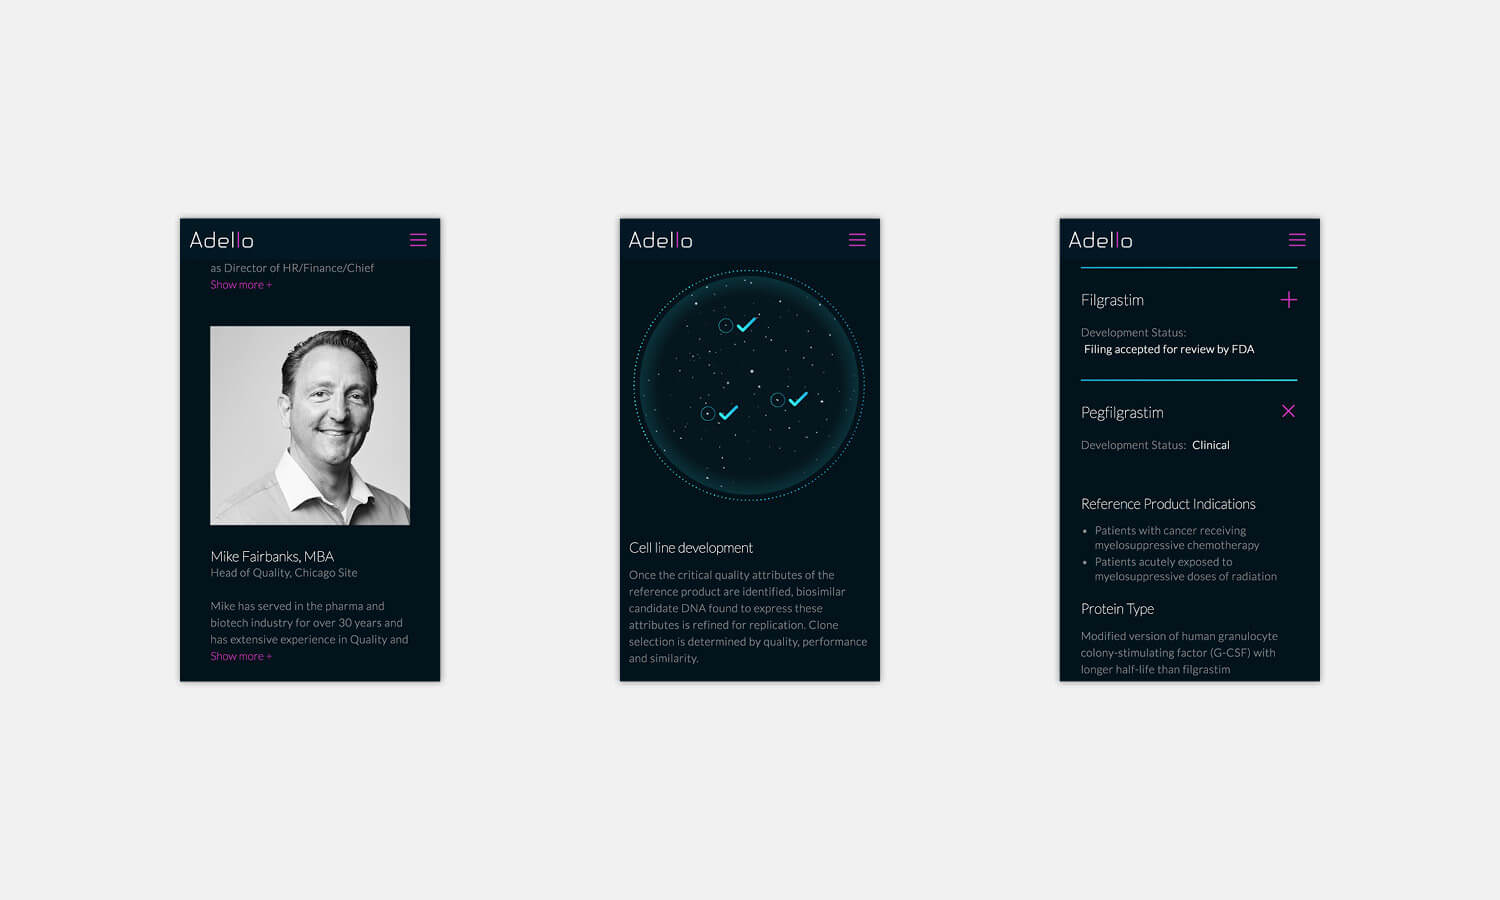 Adello
as Director of HR/Finance/Chief
Show more +
Mike Fairbanks, MBA
Head of Quality, Chicago Site
Mike has served in the pharma and
biotech industry for over 30 years and
has extensive experience in Quality and
Show more +
Adello
Cell line development
Once the critical quality attributes of the
reference product are identified, biosimilar
candidate DNA found to express these
attributes is refined for replication. Clone
selection is determined by quality, performance
and similarity.
Adello
Filgrastim
Development Status:
Filing accepted for review by FDA
Pegfilgrastim
Development Status: Clinical
Reference Product Indications
• Patients with cancer receiving
myelosuppressive chemotherapy
• Patients acutely exposed to
myelosuppressive doses of radiation
Protein Type
Modified version of human granulocyte
colony-stimulating factor (G-CSF) with
longer half-life than filgrastim